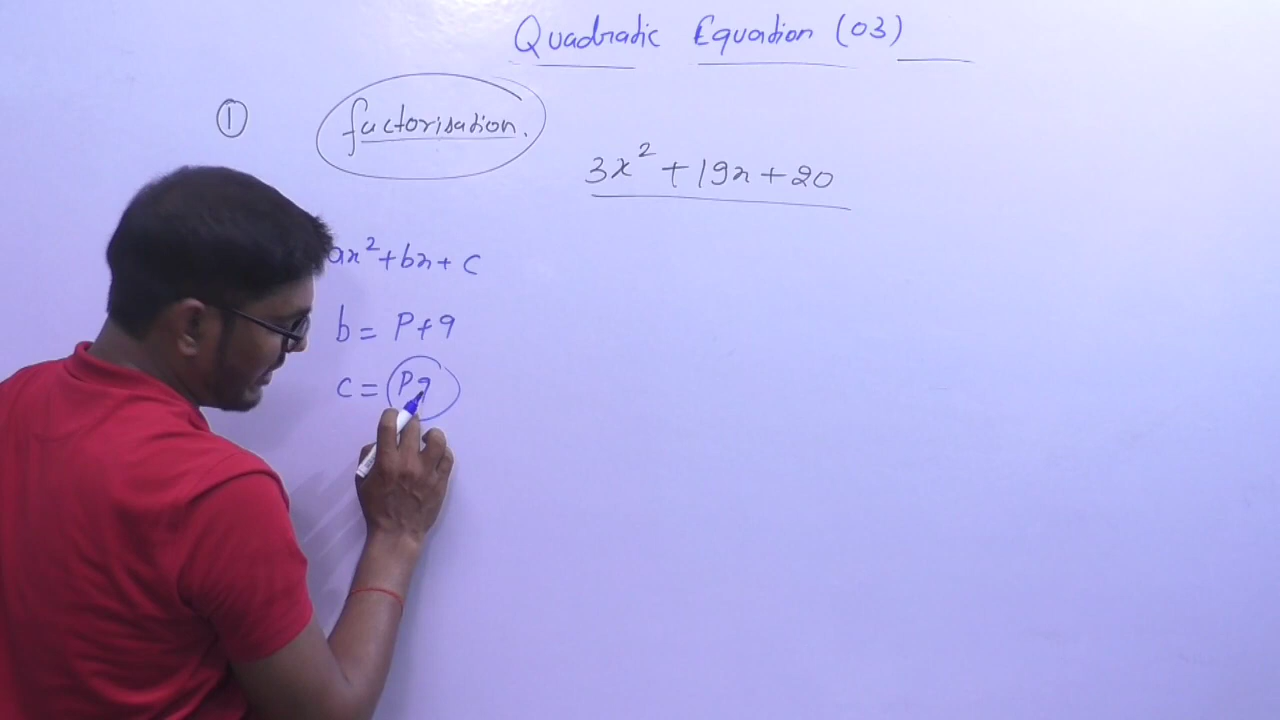 Quadratic Equation (03)
① factorisation.
3x² + 19x + 20
ax² + bx + c
b = P + q
c = Pq